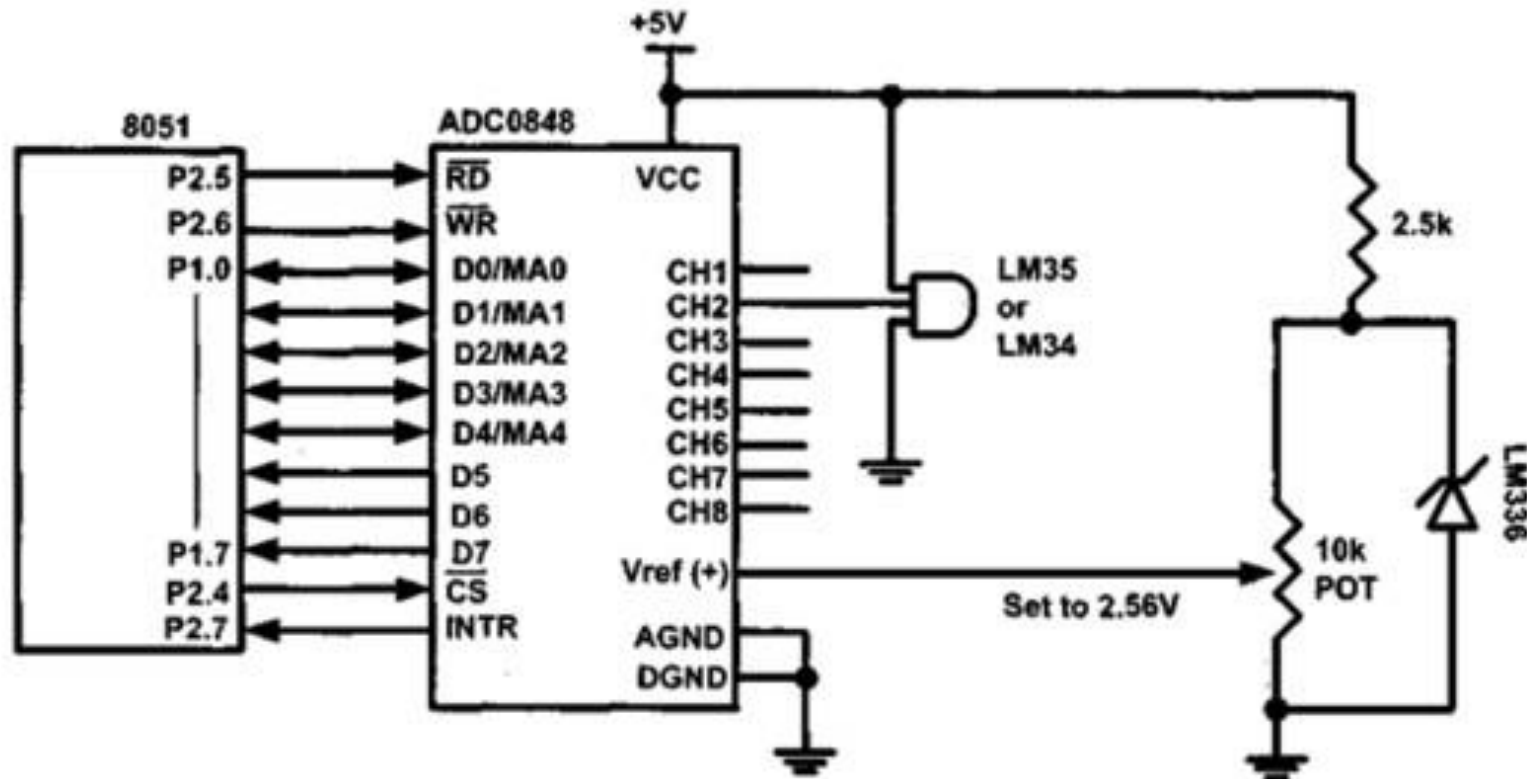 +5V
8051
ADC0848
P2.5
P2.6
P1.0
P1.7
P2.4
P2.7
RD
WR
D0/MA0
D1/MA1
D2/MA2
D3/MA3
D4/MA4
D5
D6
D7
CS
INTR
VCC
CH1
CH2
CH3
CH4
CH5
CH6
CH7
CH8
Vref (+)
AGND
DGND
LM35
or
LM34
2.5k
Set to 2.56V
10k
POT
LM336